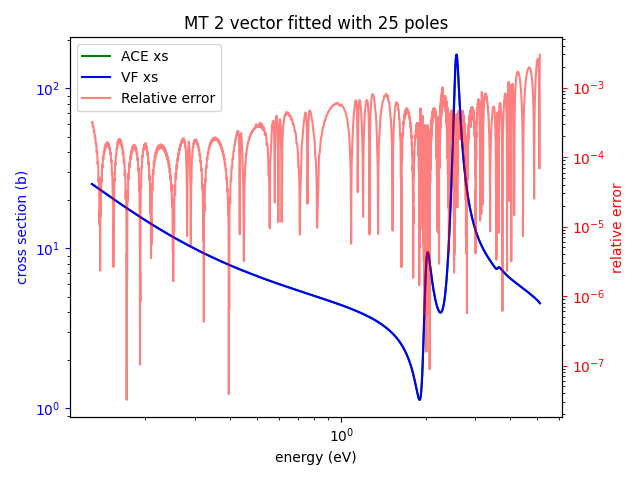 MT 2 vector fitted with 25 poles
ACE xs
VF xs
Relative error
cross section (b)
10²
10¹
10⁰
10⁻³
10⁻⁴
10⁻⁵
10⁻⁶
10⁻⁷
relative error
10⁰
energy (eV)